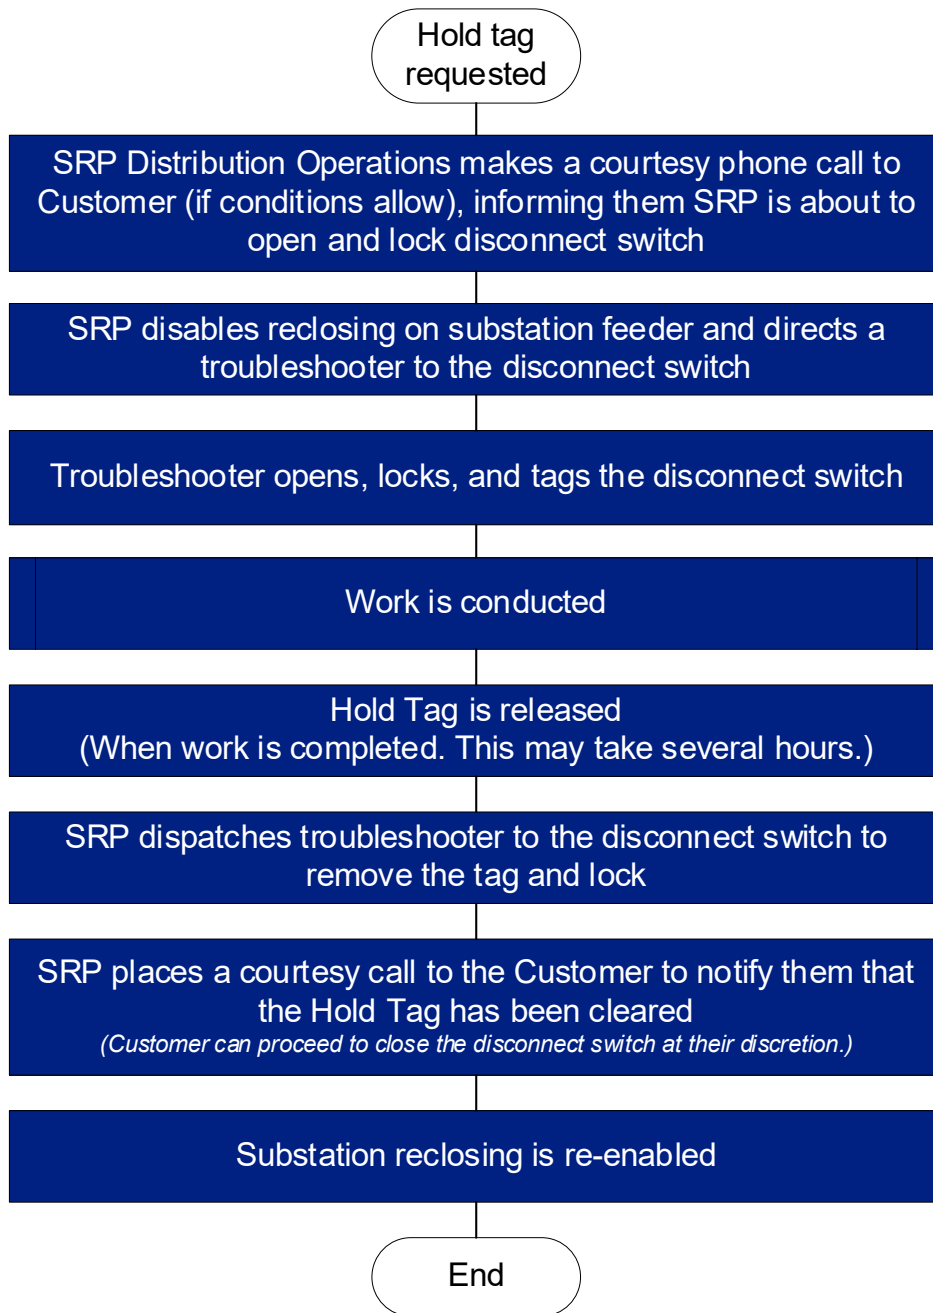 Hold tag
requested
SRP Distribution Operations makes a courtesy phone call to
Customer (if conditions allow), informing them SRP is about to
open and lock disconnect switch
SRP disables reclosing on substation feeder and directs a
troubleshooter to the disconnect switch
Troubleshooter opens, locks, and tags the disconnect switch
Work is conducted
Hold Tag is released
(When work is completed. This may take several hours.)
SRP dispatches troubleshooter to the disconnect switch to
remove the tag and lock
SRP places a courtesy call to the Customer to notify them that
the Hold Tag has been cleared
(Customer can proceed to close the disconnect switch at their discretion.)
Substation reclosing is re-enabled
End